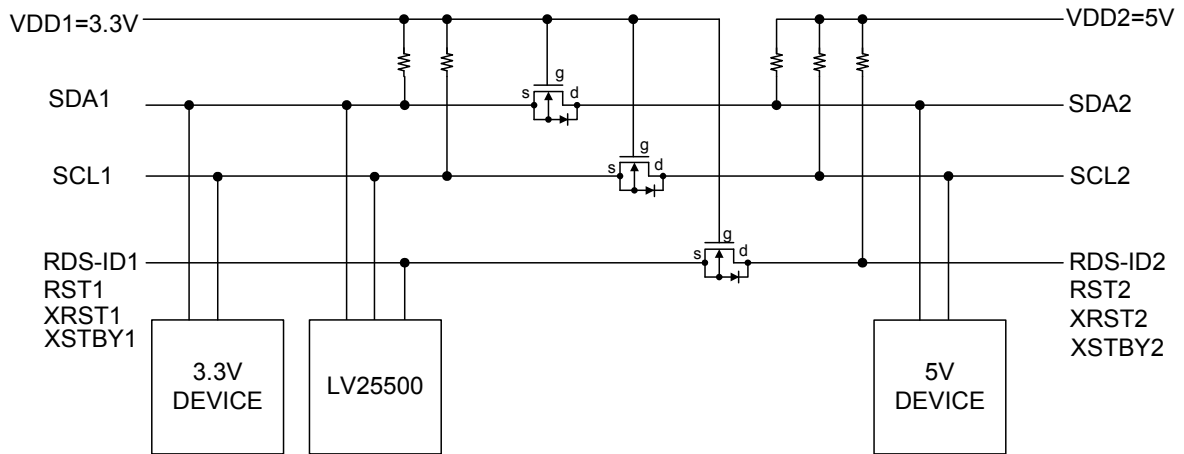 VDD1=3.3V
VDD2=5V
g
s
d
SDA1
SDA2
g
s
d
SCL1
SCL2
g
s
d
RDS-ID1
RST1
XRST1
XSTBY1
RDS-ID2
RST2
XRST2
XSTBY2
3.3V
DEVICE
LV25500
5V
DEVICE